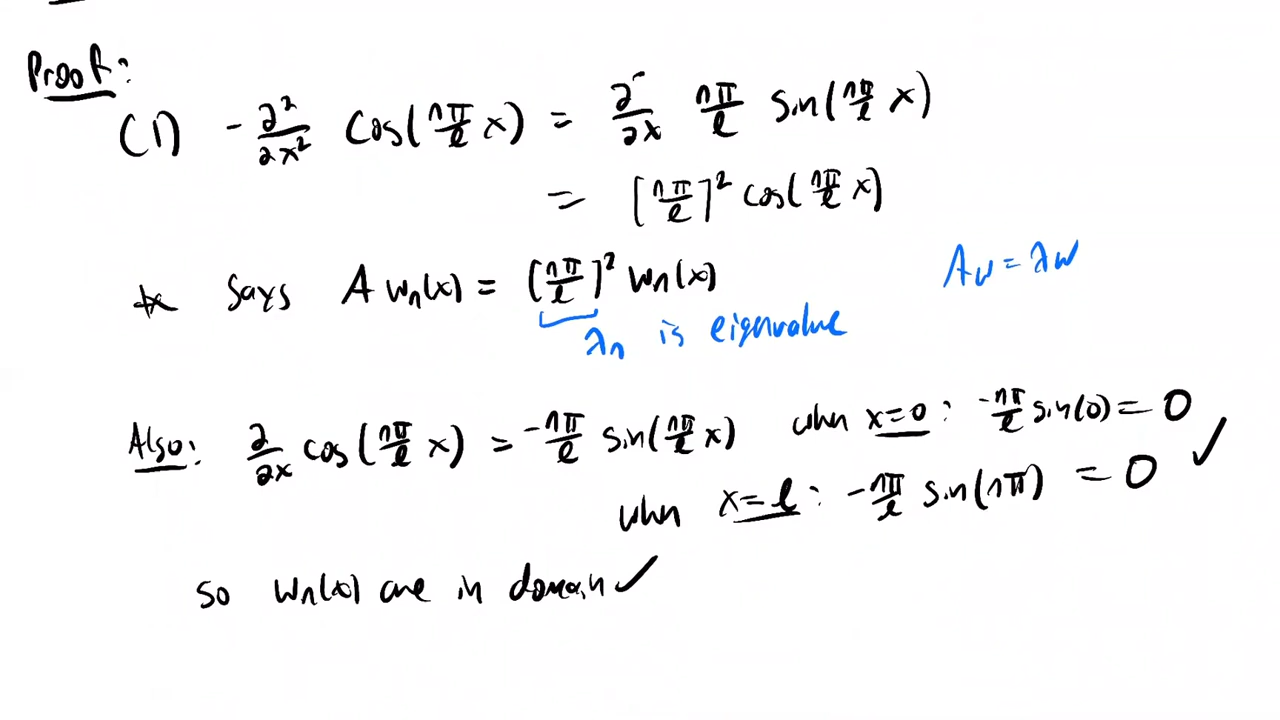 Proof:
(1) -∂²/∂x² cos(nπ/ℓ x) = ∂/∂x nπ/ℓ sin(nπ/ℓ x)
= [nπ/ℓ]² cos(nπ/ℓ x)
* says A wₙ(x) = [nπ/ℓ]² wₙ(x) Aw = λw
λₙ is eigenvalue
Also: ∂/∂x cos(nπ/ℓ x) = -nπ/ℓ sin(nπ/ℓ x) when x=0: -nπ/ℓ sin(0) = 0 ✓
when x=ℓ: -nπ/ℓ sin(nπ) = 0
so wₙ(x) are in domain ✓